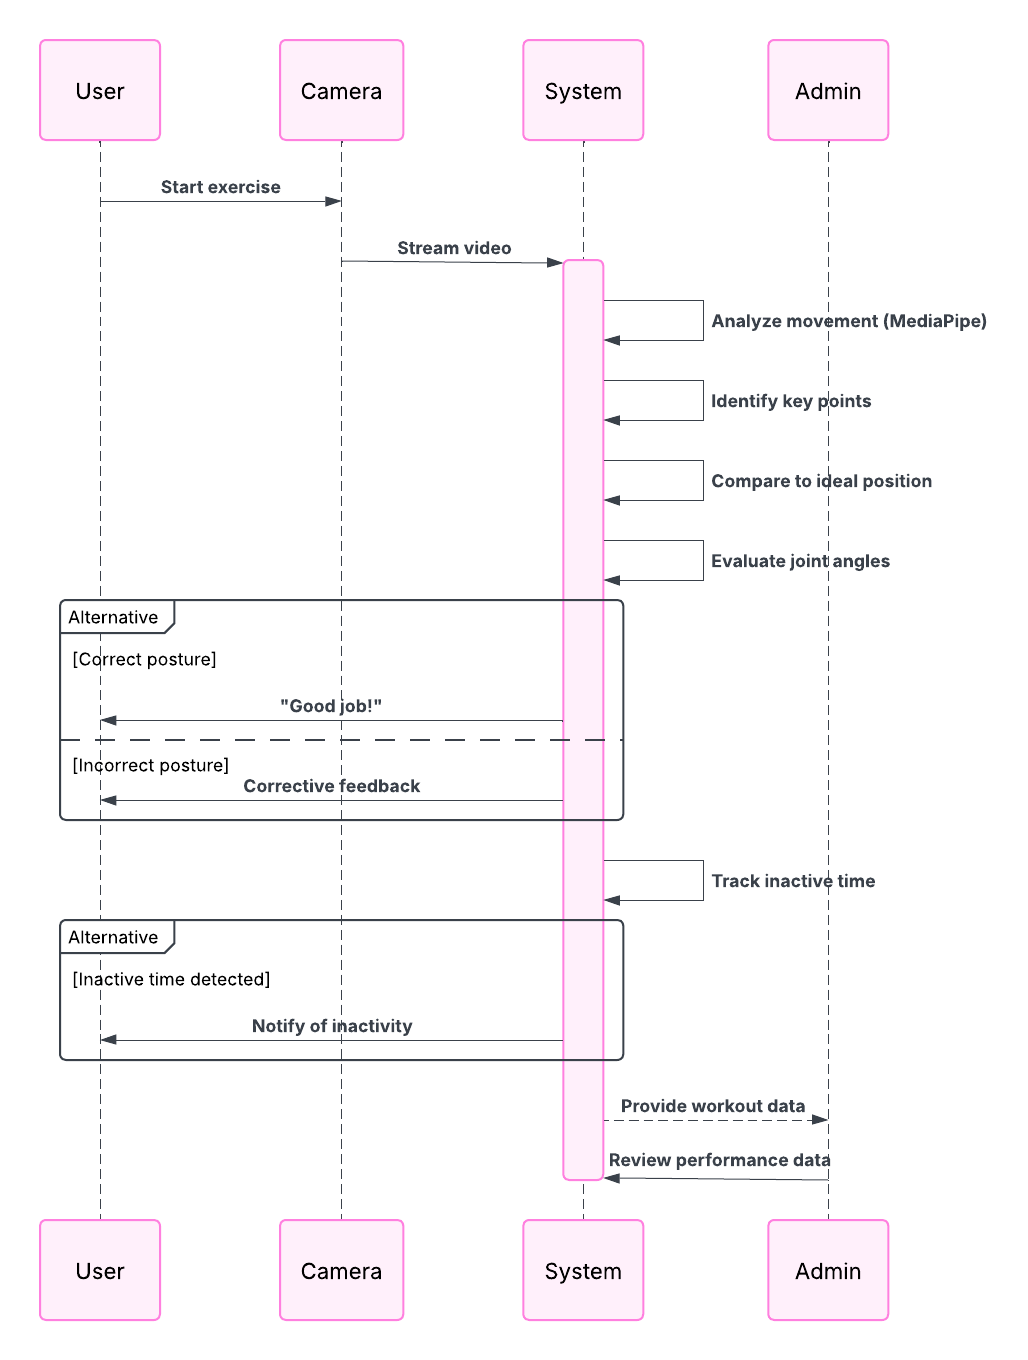 User
Camera
System
Admin
Start exercise
Stream video
Analyze movement (MediaPipe)
Identify key points
Compare to ideal position
Evaluate joint angles
Alternative
[Correct posture]
"Good job!"
[Incorrect posture]
Corrective feedback
Track inactive time
Alternative
[Inactive time detected]
Notify of inactivity
Provide workout data
Review performance data
User
Camera
System
Admin